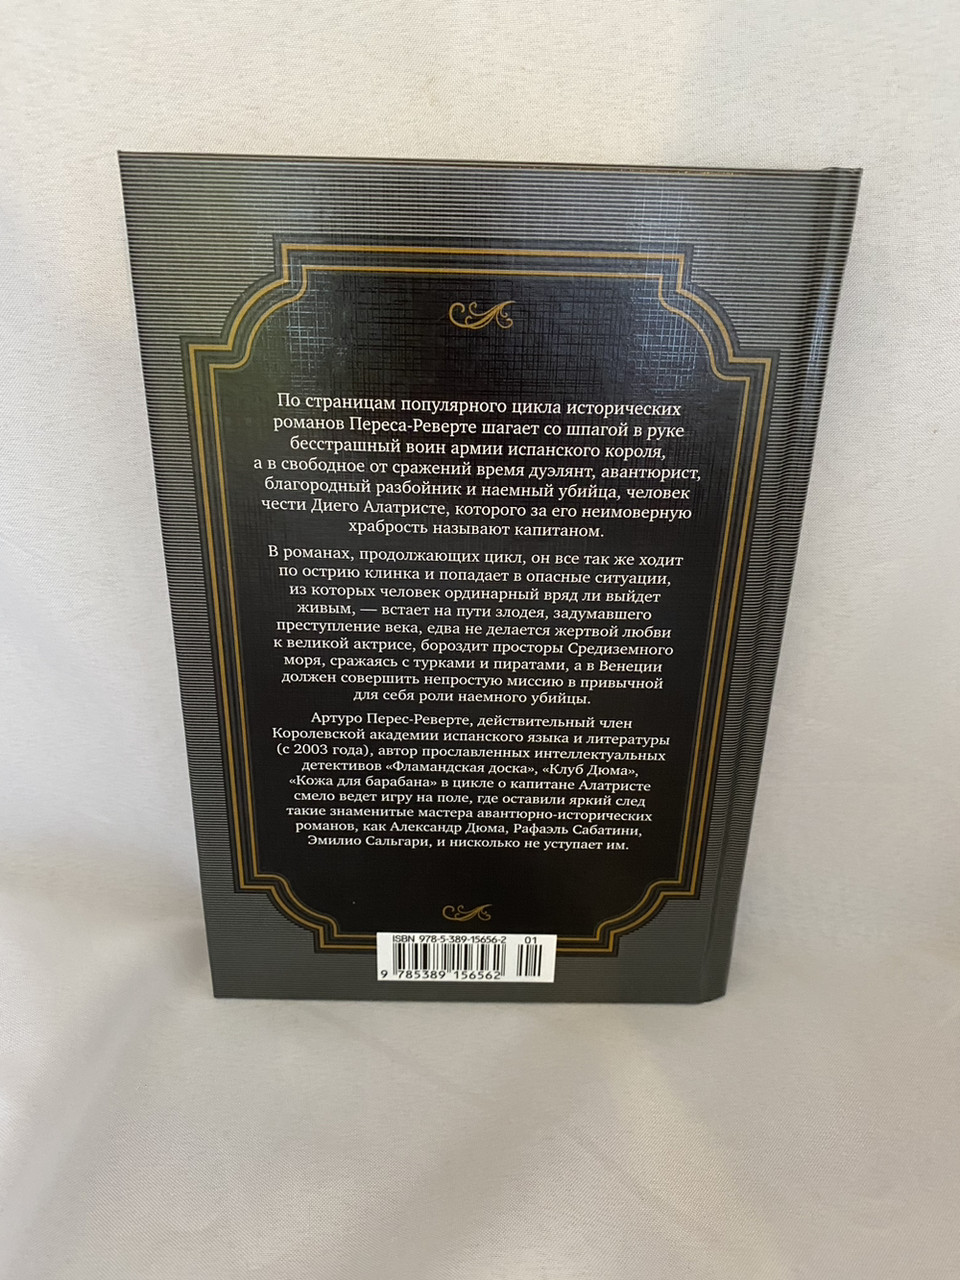 По страницам популярного цикла исторических
романов Переса-Реверте шагает со шпагой в руке
бесстрашный воин армии испанского короля,
а в свободное от сражений время дуэлянт, авантюрист,
благородный разбойник и наемный убийца, человек
чести Диего Алатристе, которого за его неимоверную
храбрость называют капитаном.
В романах, продолжающих цикл, он все так же ходит
по острию клинка и попадает в опасные ситуации,
из которых человек ординарный вряд ли выйдет
живым, — встает на пути злодея, задумавшего
преступление века, едва не делается жертвой любви
к великой актрисе, бороздит просторы Средиземного
моря, сражаясь с турками и пиратами, а в Венеции
должен совершить непростую миссию в привычной
для себя роли наемного убийцы.
Артуро Перес-Реверте, действительный член
Королевской академии испанского языка и литературы
(с 2003 года), автор прославленных интеллектуальных
детективов «Фламандская доска», «Клуб Дюма»,
«Кожа для барабана» в цикле о капитане Алатристе
смело ведет игру на поле, где оставили яркий след
такие знаменитые мастера авантюрно-исторических
романов, как Александр Дюма, Рафаэль Сабатини,
Эмилио Сальгари, и нисколько не уступает им.
ISBN 978-5-389-15656-2 01
9 785389 156562